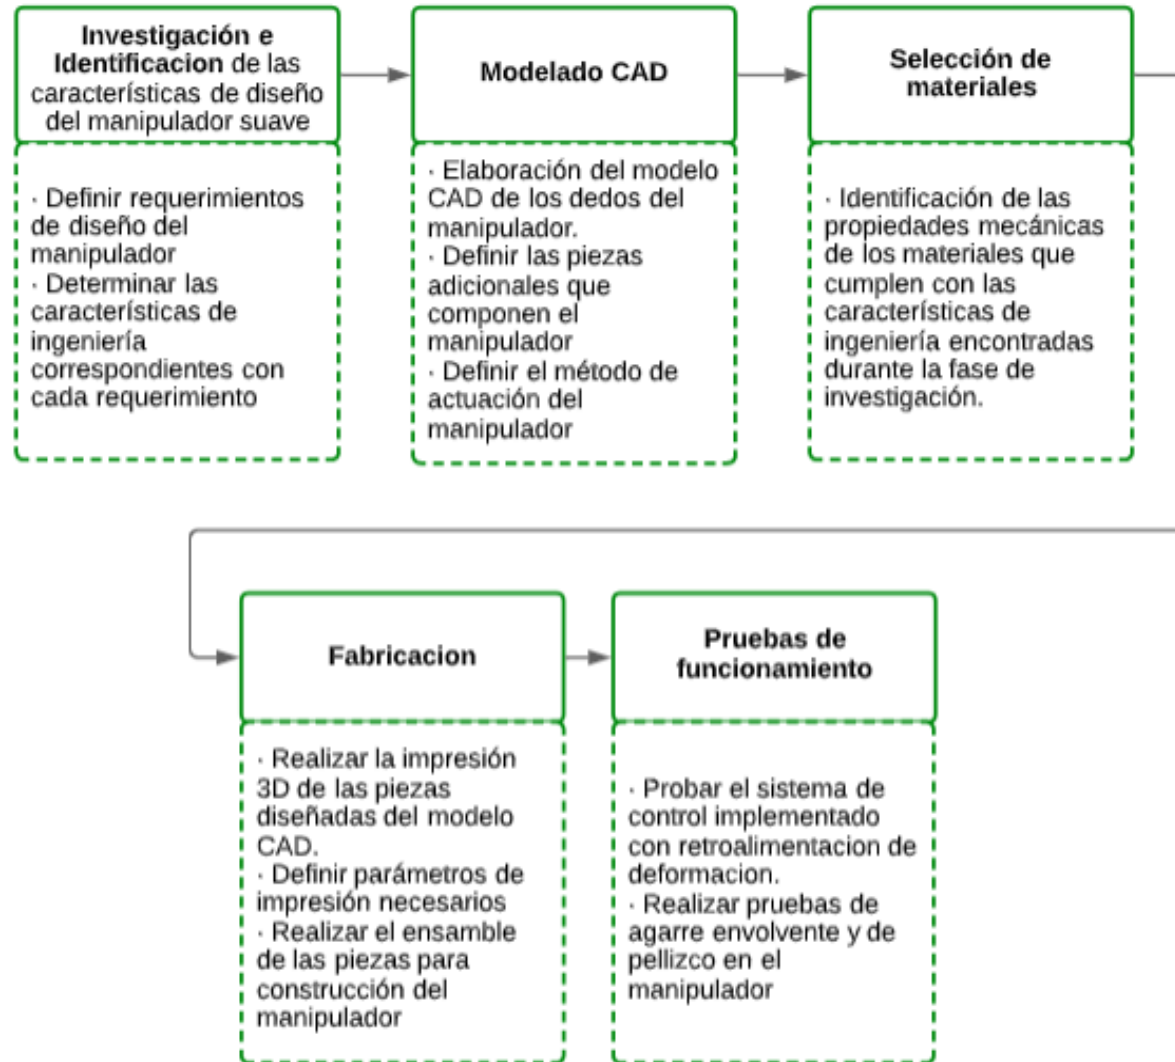 Investigación e
Identificacion de las
características de diseño
del manipulador suave
· Definir requerimientos
de diseño del
manipulador
· Determinar las
características de
ingeniería
correspondientes con
cada requerimiento
Modelado CAD
· Elaboración del modelo
CAD de los dedos del
manipulador.
· Definir las piezas
adicionales que
componen el
manipulador
· Definir el método de
actuación del
manipulador
Selección de
materiales
· Identificación de las
propiedades mecánicas
de los materiales que
cumplen con las
características de
ingeniería encontradas
durante la fase de
investigación.
Fabricacion
· Realizar la impresión
3D de las piezas
diseñadas del modelo
CAD.
· Definir parámetros de
impresión necesarios
· Realizar el ensamble
de las piezas para
construcción del
manipulador
Pruebas de
funcionamiento
· Probar el sistema de
control implementado
con retroalimentacion de
deformacion.
· Realizar pruebas de
agarre envolvente y de
pellizco en el
manipulador